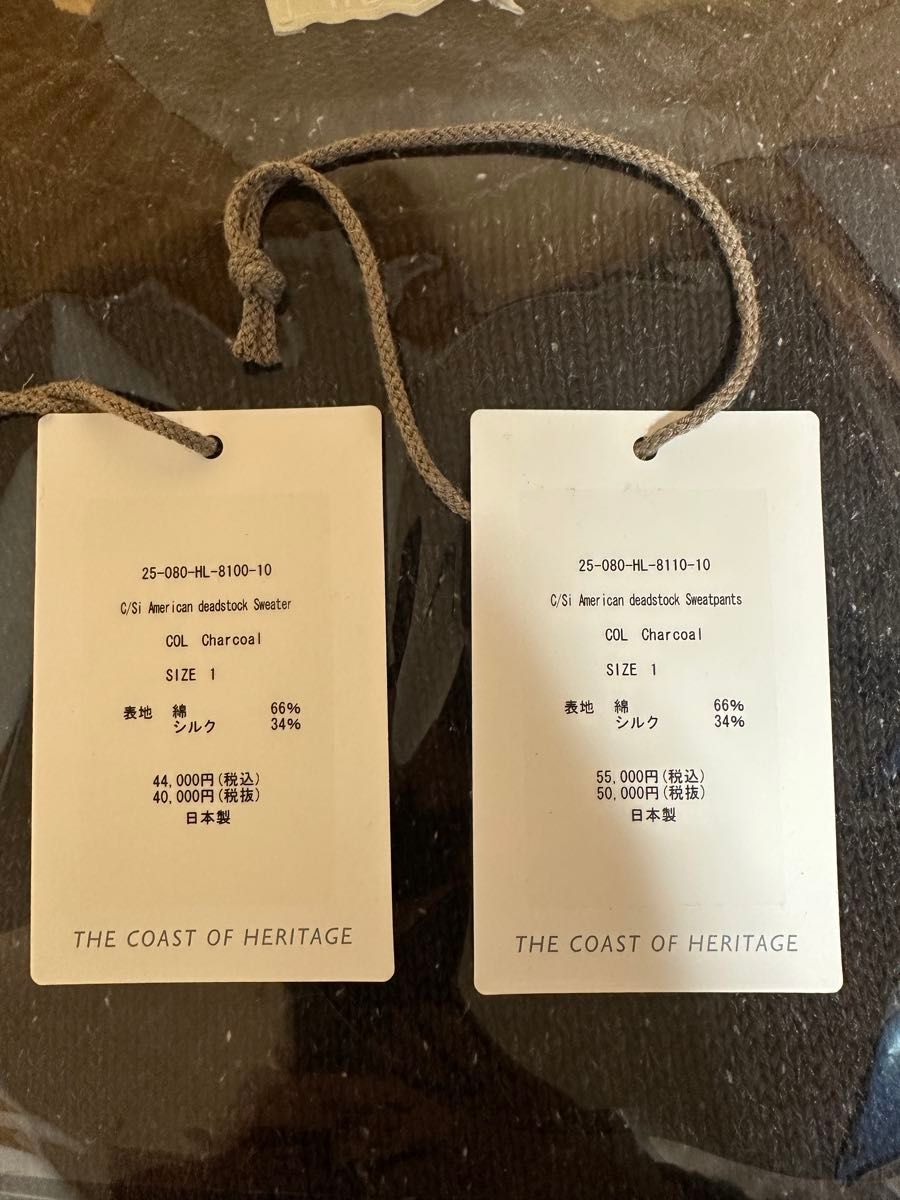 25-080-HL-8100-10
C/Si American deadstock Sweater
COL Charcoal
SIZE 1
表地 綿 66%
シルク 34%
44,000円(税込)
40,000円(税抜)
日本製
THE COAST OF HERITAGE
25-080-HL-8110-10
C/Si American deadstock Sweatpants
COL Charcoal
SIZE 1
表地 綿 66%
シルク 34%
55,000円(税込)
50,000円(税抜)
日本製
THE COAST OF HERITAGE